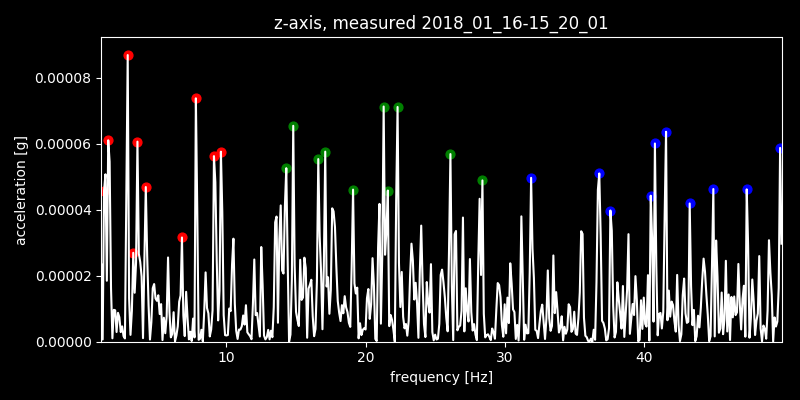 z-axis, measured 2018_01_16-15_20_01
0.00008
0.00006
0.00004
0.00002
0.00000
acceleration [g]
10 20 30 40
frequency [Hz]